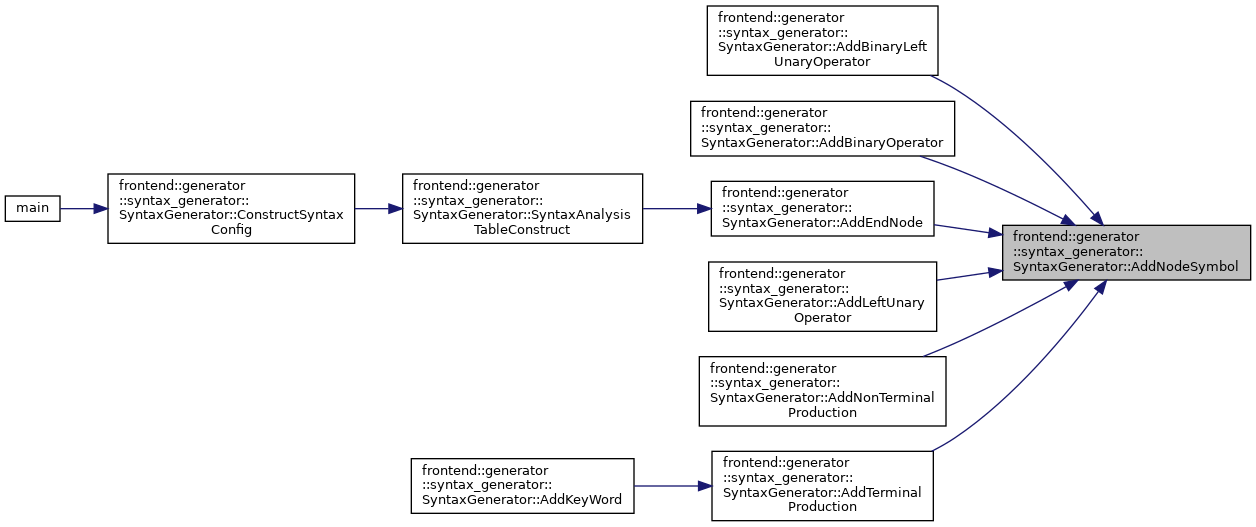 frontend::generator
::syntax_generator::
SyntaxGenerator::AddBinaryLeft
UnaryOperator
frontend::generator
::syntax_generator::
SyntaxGenerator::AddBinaryOperator
main
frontend::generator
::syntax_generator::
SyntaxGenerator::ConstructSyntax
Config
frontend::generator
::syntax_generator::
SyntaxGenerator::SyntaxAnalysis
TableConstruct
frontend::generator
::syntax_generator::
SyntaxGenerator::AddEndNode
frontend::generator
::syntax_generator::
SyntaxGenerator::AddNodeSymbol
frontend::generator
::syntax_generator::
SyntaxGenerator::AddLeftUnary
Operator
frontend::generator
::syntax_generator::
SyntaxGenerator::AddNonTerminal
Production
frontend::generator
::syntax_generator::
SyntaxGenerator::AddKeyWord
frontend::generator
::syntax_generator::
SyntaxGenerator::AddTerminal
Production